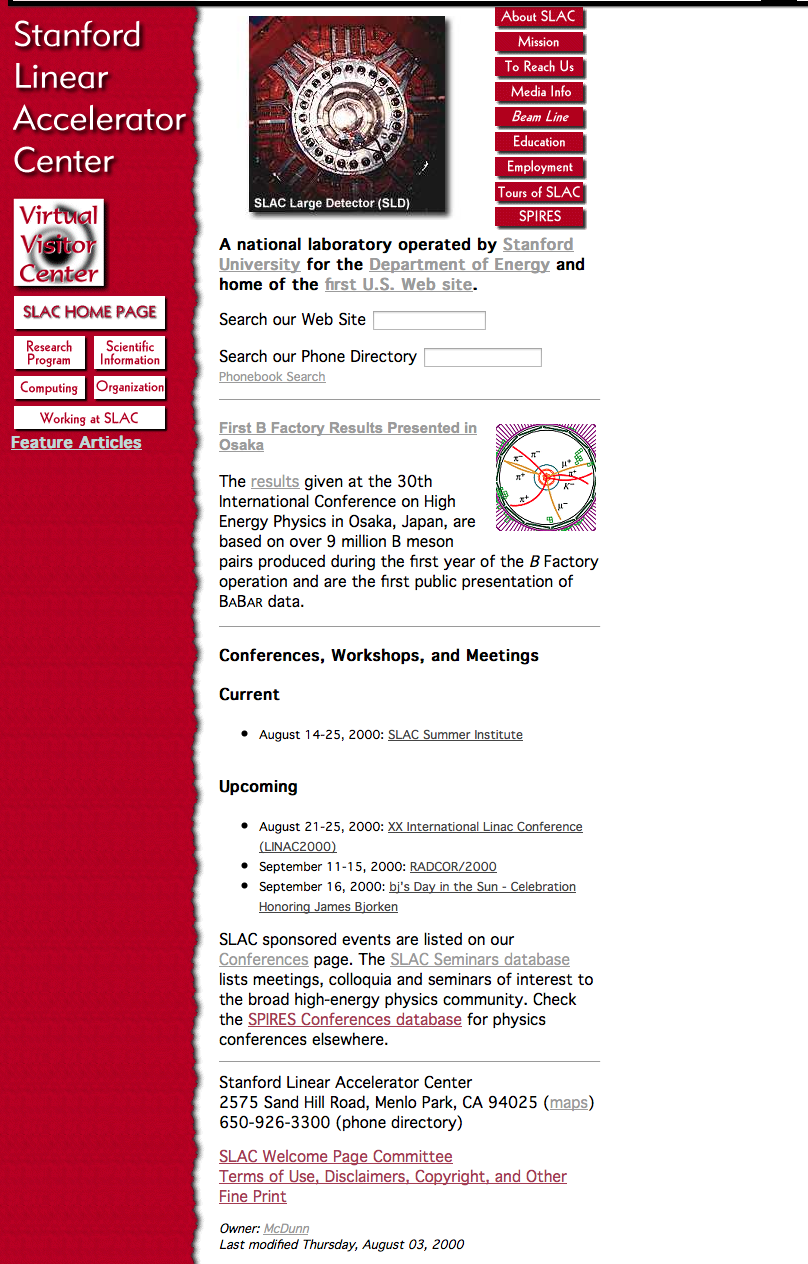 Stanford
Linear
Accelerator
Center
Virtual
Visitor
Center
SLAC HOME PAGE
Research
Program
Scientific
Information
Computing
Organization
Working at SLAC
Feature Articles
SLAC Large Detector (SLD)
About SLAC
Mission
To Reach Us
Media Info
Beam Line
Education
Employment
Tours of SLAC
SPIRES
A national laboratory operated by Stanford
University for the Department of Energy and
home of the first U.S. Web site.
Search our Web Site
Search our Phone Directory
Phonebook Search
First B Factory Results Presented in
Osaka
The results given at the 30th
International Conference on High
Energy Physics in Osaka, Japan, are
based on over 9 million B meson
pairs produced during the first year of the B Factory
operation and are the first public presentation of
BABAR data.
π− π− μ+
π+ π+
K−
π+ μ−
Conferences, Workshops, and Meetings
Current
• August 14-25, 2000: SLAC Summer Institute
Upcoming
• August 21-25, 2000: XX International Linac Conference
(LINAC2000)
• September 11-15, 2000: RADCOR/2000
• September 16, 2000: bj's Day in the Sun - Celebration
Honoring James Bjorken
SLAC sponsored events are listed on our
Conferences page. The SLAC Seminars database
lists meetings, colloquia and seminars of interest to
the broad high-energy physics community. Check
the SPIRES Conferences database for physics
conferences elsewhere.
Stanford Linear Accelerator Center
2575 Sand Hill Road, Menlo Park, CA 94025 (maps)
650-926-3300 (phone directory)
SLAC Welcome Page Committee
Terms of Use, Disclaimers, Copyright, and Other
Fine Print
Owner: McDunn
Last modified Thursday, August 03, 2000